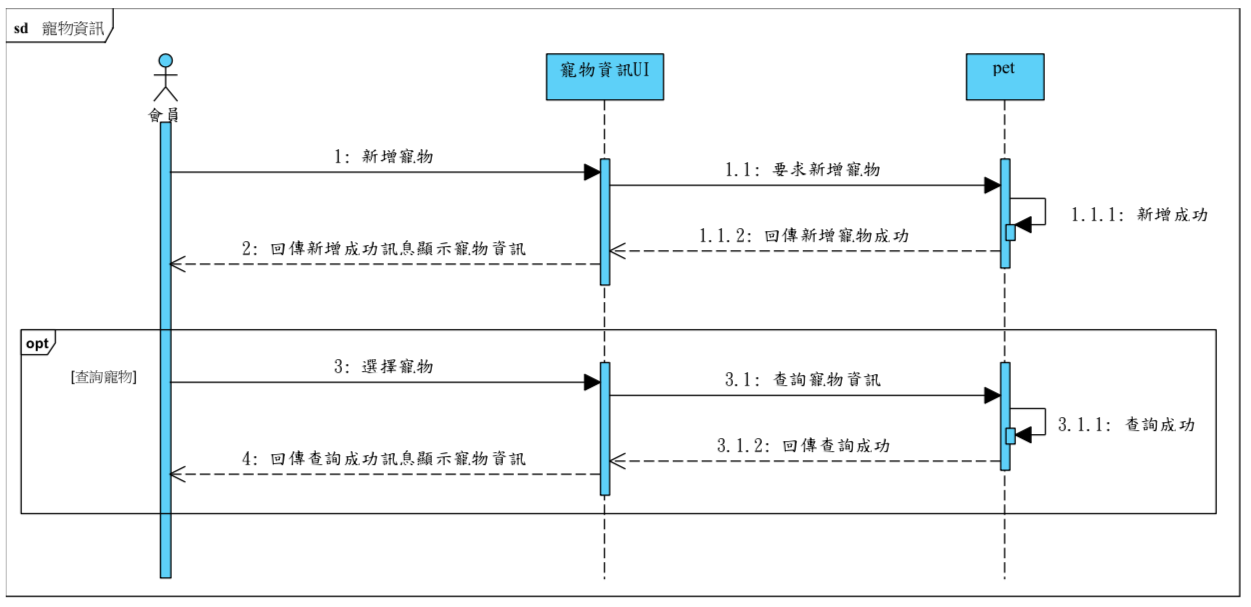 sd 寵物資訊
會員
寵物資訊UI
pet
1: 新增寵物
1.1: 要求新增寵物
1.1.1: 新增成功
1.1.2: 回傳新增寵物成功
2: 回傳新增成功訊息顯示寵物資訊
opt
[查詢寵物]
3: 選擇寵物
3.1: 查詢寵物資訊
3.1.1: 查詢成功
3.1.2: 回傳查詢成功
4: 回傳查詢成功訊息顯示寵物資訊